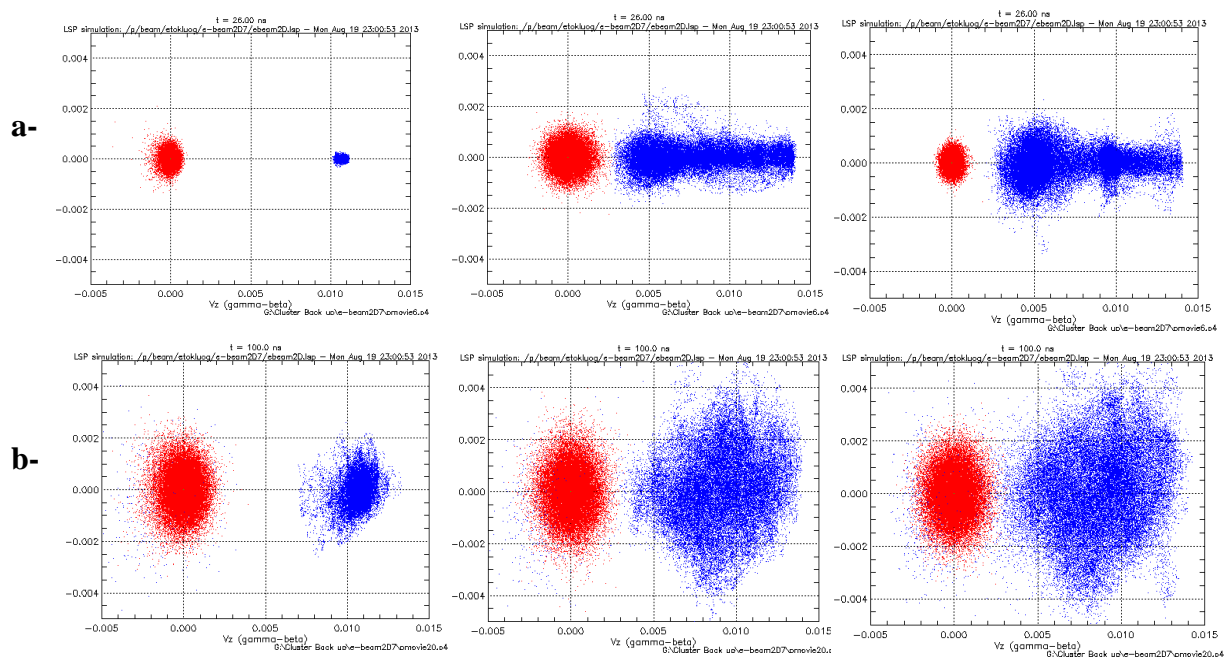 a-
t = 26.00 ns
LSP simulation: /p/beam/etokluog/e-beam2D7/ebeam2D.lsp – Mon Aug 19 23:00:53 2013
0.004
0.002
0.000
−0.002
−0.004
−0.005 0.000 0.005 0.010 0.015
Vz (gamma-beta)
G:\Cluster Back up\e-beam2D7\pmovie6.p4
t = 26.00 ns
LSP simulation: /p/beam/etokluog/e-beam2D7/ebeam2D.lsp – Mon Aug 19 23:00:53 2013
0.004
0.002
0.000
−0.002
−0.004
−0.005 0.000 0.005 0.010 0.015
Vz (gamma-beta)
G:\Cluster Back up\e-beam2D7\pmovie6.p4
t = 26.00 ns
LSP simulation: /p/beam/etokluog/e-beam2D7/ebeam2D.lsp – Mon Aug 19 23:00:53 2013
0.004
0.002
0.000
−0.002
−0.004
−0.005 0.000 0.005 0.010 0.015
Vz (gamma-beta)
G:\Cluster Back up\e-beam2D7\pmovie6.p4
b-
t = 100.0 ns
LSP simulation: /p/beam/etokluog/e-beam2D7/ebeam2D.lsp – Mon Aug 19 23:00:53 2013
0.004
0.002
0.000
−0.002
−0.004
−0.005 0.000 0.005 0.010 0.015
Vz (gamma-beta)
G:\Cluster Back up\e-beam2D7\pmovie20.p4
t = 100.0 ns
LSP simulation: /p/beam/etokluog/e-beam2D7/ebeam2D.lsp – Mon Aug 19 23:00:53 2013
0.004
0.002
0.000
−0.002
−0.004
−0.005 0.000 0.005 0.010 0.015
Vz (gamma-beta)
G:\Cluster Back up\e-beam2D7\pmovie20.p4
t = 100.0 ns
LSP simulation: /p/beam/etokluog/e-beam2D7/ebeam2D.lsp – Mon Aug 19 23:00:53 2013
0.004
0.002
0.000
−0.002
−0.004
−0.005 0.000 0.005 0.010 0.015
Vz (gamma-beta)
G:\Cluster Back up\e-beam2D7\pmovie20.p4